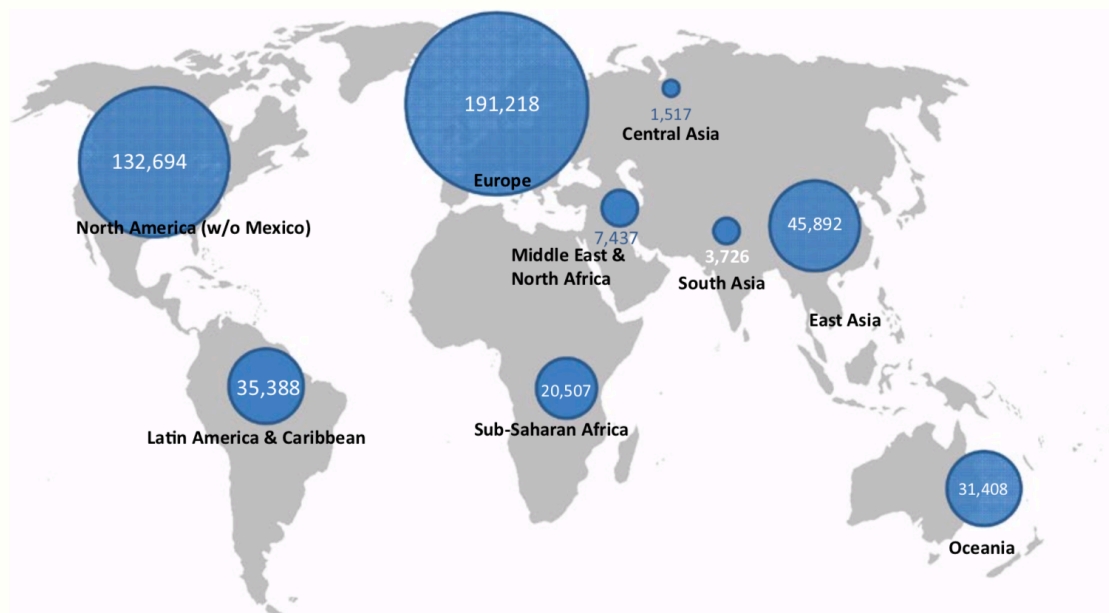 191,218
Europe
1,517
Central Asia
132,694
North America (w/o Mexico)
7,437
Middle East &
North Africa
3,726
South Asia
45,892
East Asia
35,388
Latin America & Caribbean
20,507
Sub-Saharan Africa
31,408
Oceania